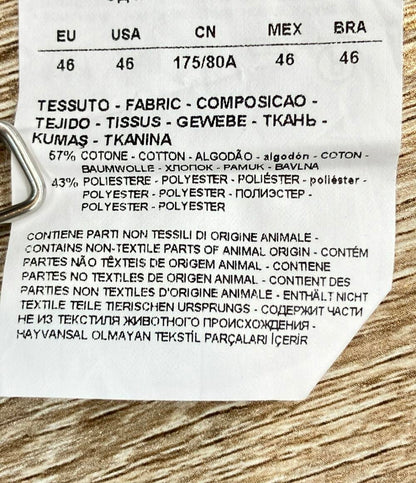 EU USA CN MEX BRA
46 46 175/80A 46 46
TESSUTO - FABRIC - COMPOSICAO -
TEJIDO - TISSUS - GEWEBE - ТКАНЬ -
KUMAŞ - TKANINA
57% COTONE - COTTON - ALGODÃO - algodón - COTON -
BAUMWOLLE - ХЛОПОК - PAMUK - BAVLNA
43% POLIESTERE - POLYESTER - POLIÉSTER - poliéster -
POLYESTER - POLYESTER - ПОЛИЭСТЕР -
POLYESTER - POLYESTER
CONTIENE PARTI NON TESSILI DI ORIGINE ANIMALE -
CONTAINS NON-TEXTILE PARTS OF ANIMAL ORIGIN - CONTÉM
PARTES NÃO TÊXTEIS DE ORIGEM ANIMAL - CONTIENE
PARTES NO TEXTILES DE ORIGEN ANIMAL - CONTIENT DES
PARTIES NON TEXTILES D'ORIGINE ANIMALE - ENTHÄLT NICHT
TEXTILE TEILE TIERISCHEN URSPRUNGS - СОДЕРЖИТ ЧАСТИ
НЕ ИЗ ТЕКСТИЛЯ ЖИВОТНОГО ПРОИСХОЖДЕНИЯ -
HAYVANSAL OLMAYAN TEKSTİL PARÇALARI İÇERİR